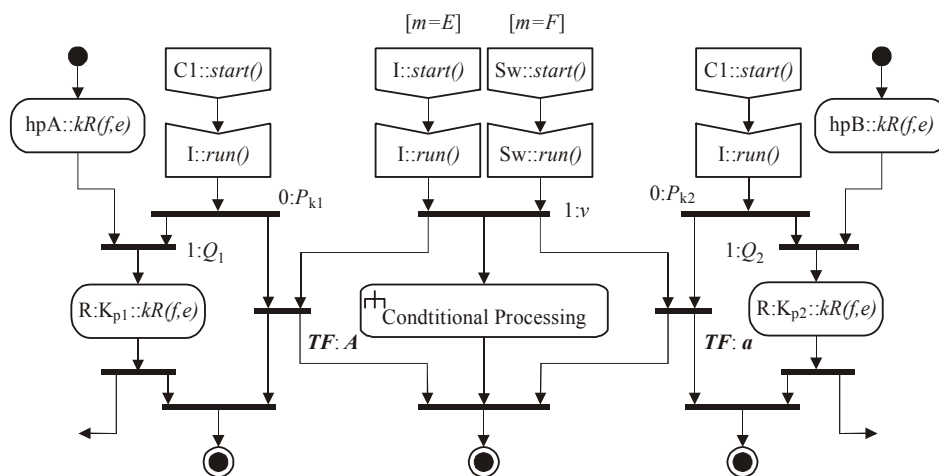 [m=E] [m=F]
C1::start() I::start() Sw::start() C1::start()
hpA::kR(f,e) hpB::kR(f,e)
I::run() I::run() Sw::run() I::run()
0:Pk1 1:v 0:Pk2
1:Q1 1:Q2
R:Kp1::kR(f,e) Condtitional Processing R:Kp2::kR(f,e)
TF: A TF: a